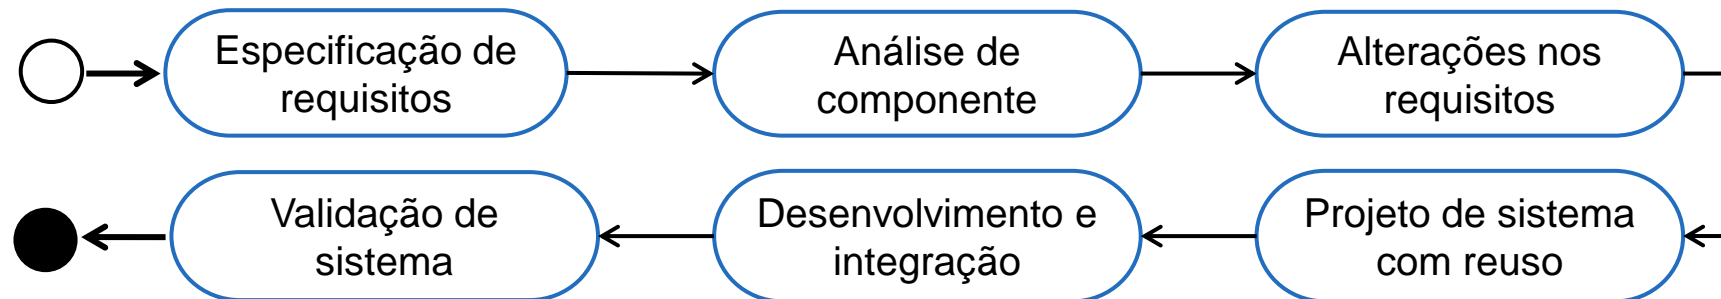 Especificação de
requisitos
Análise de
componente
Alterações nos
requisitos
Validação de
sistema
Desenvolvimento e
integração
Projeto de sistema
com reuso